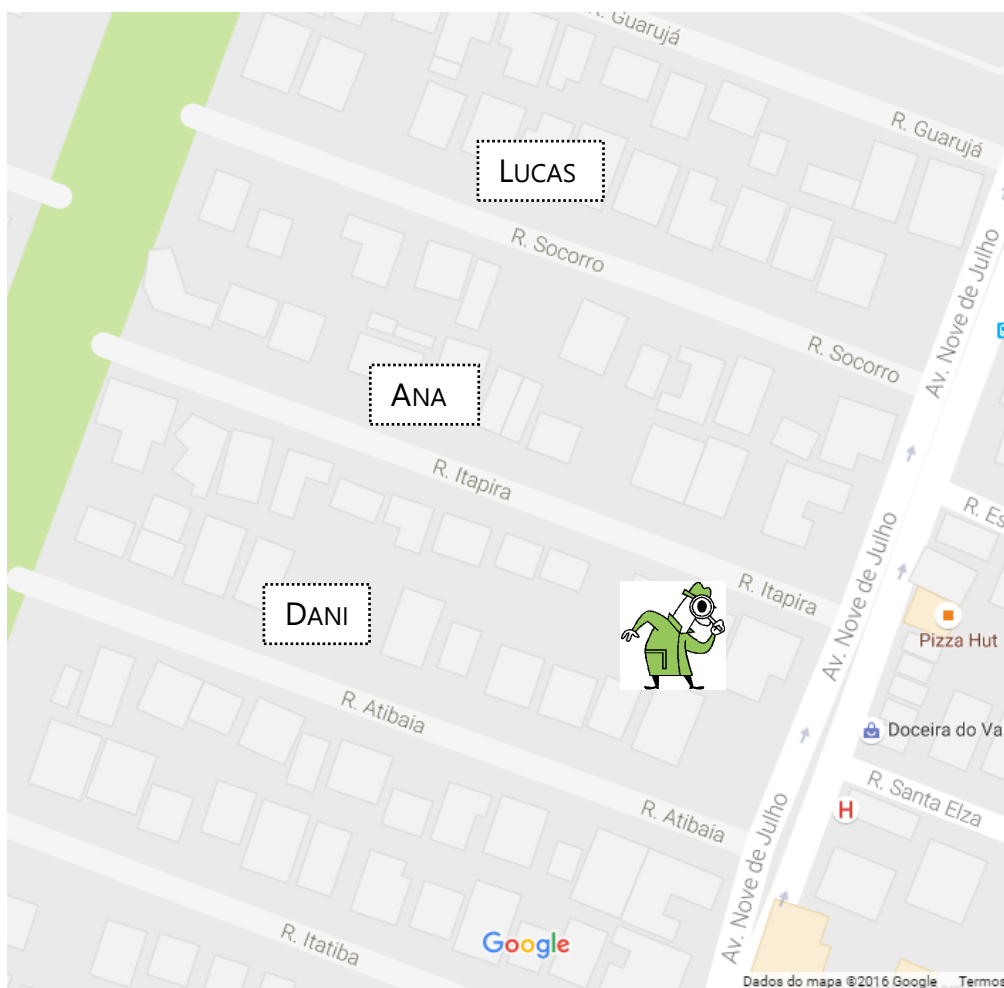 R. Guarujá
R. Guarujá
LUCAS
R. Socorro
Av. Nove de Julho
R. Socorro
ANA
R. Itapira
R. Es
Av. Nove de Julho
R. Itapira
DANI
Pizza Hut
R. Atibaia
Doceira do Va
R. Santa Elza
H
R. Atibaia
Av. Nove de Julho
R. Itatiba
Google
Dados do mapa ©2016 Google Termos